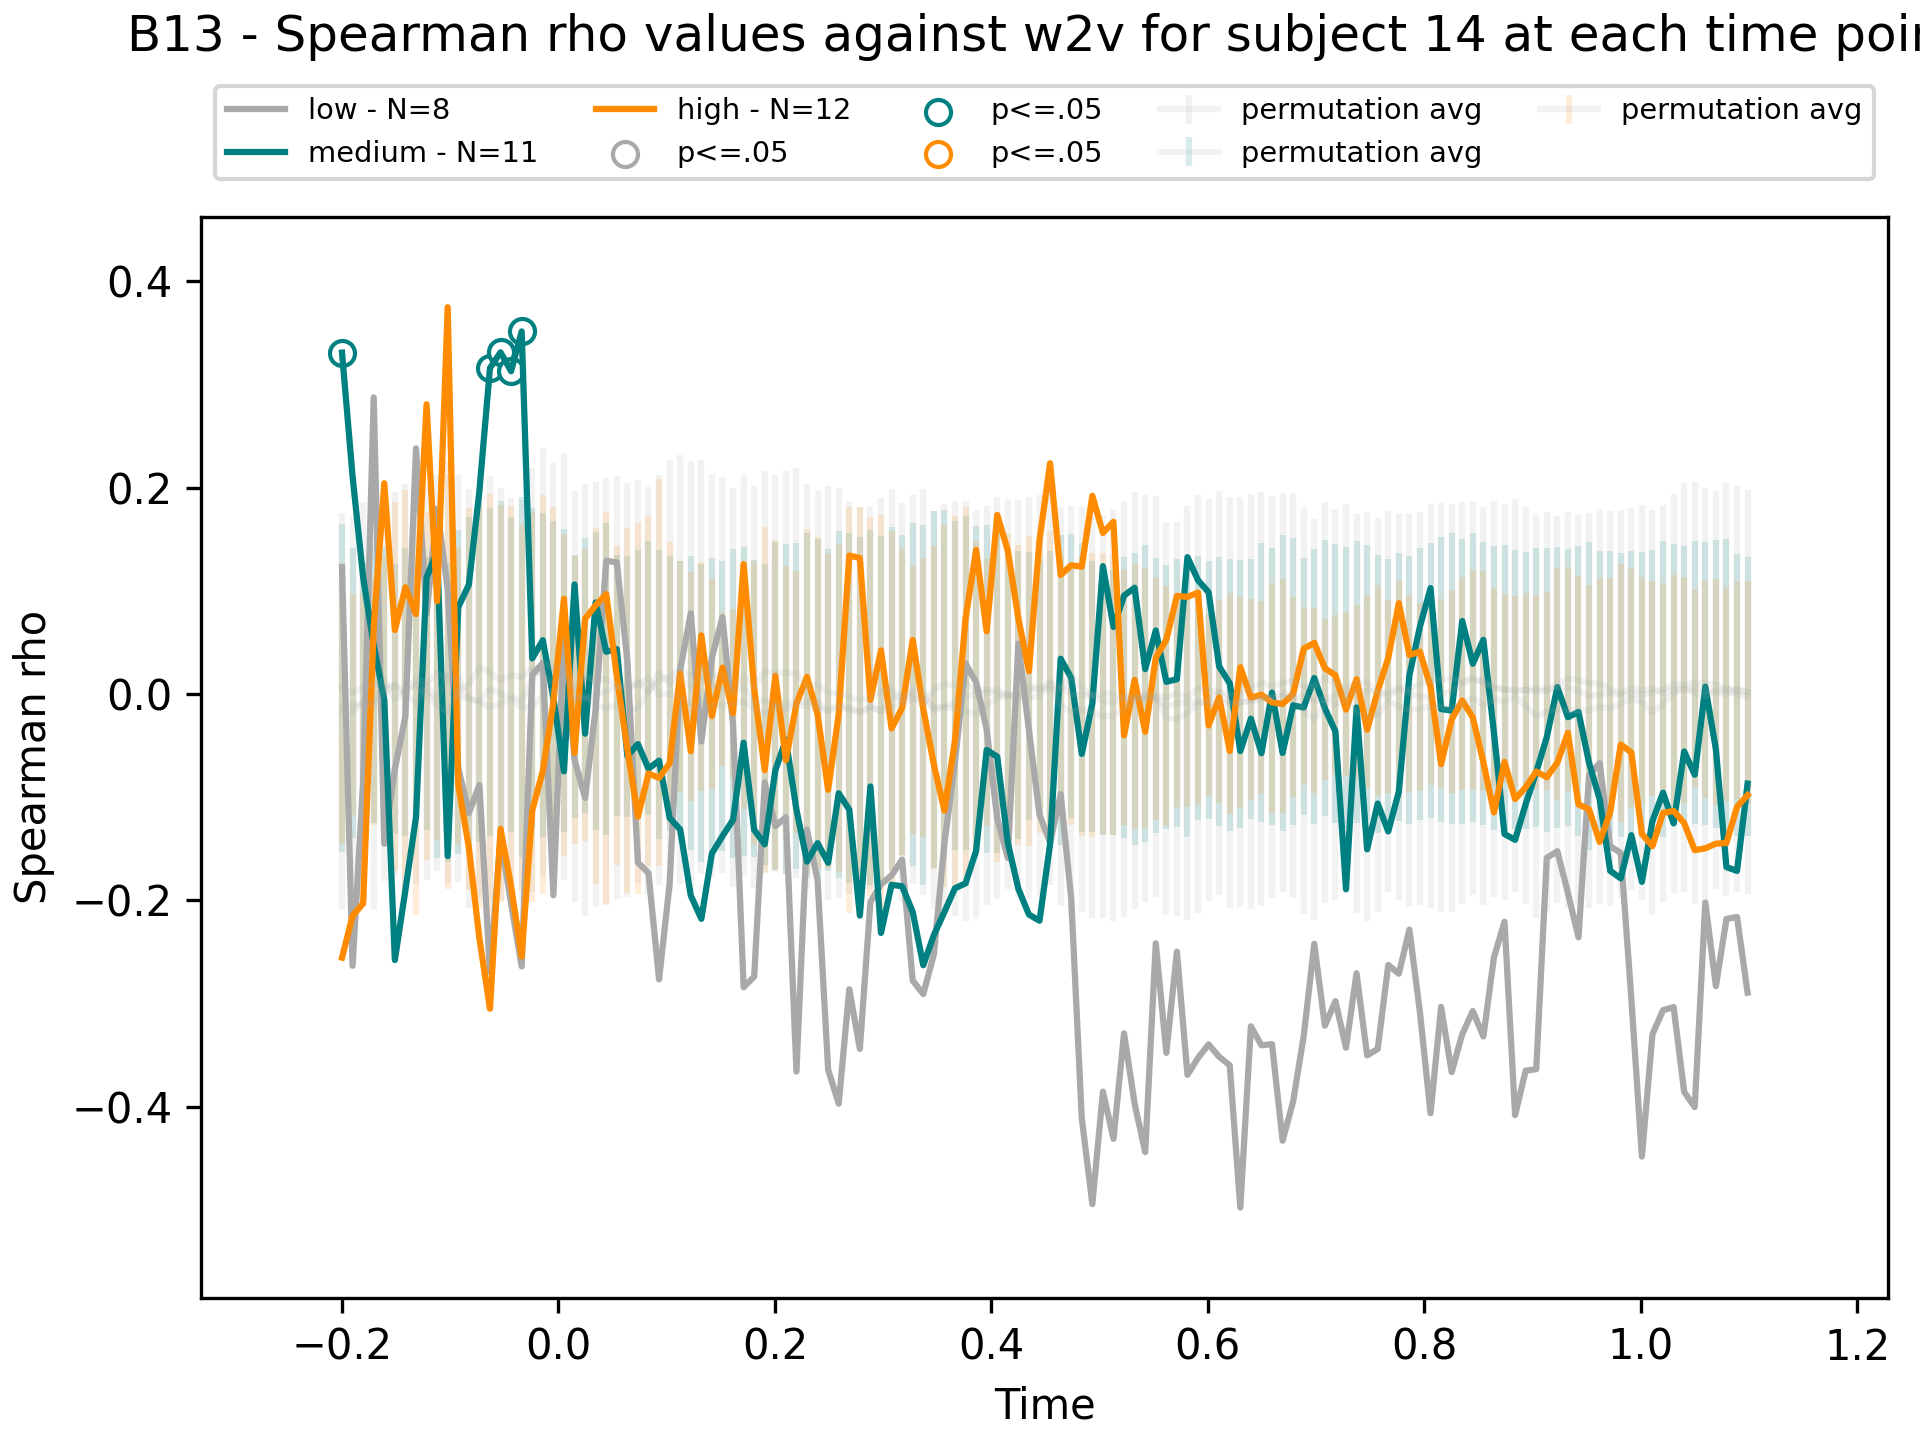 B13 - Spearman rho values against w2v for subject 14 at each time poi
low - N=8
medium - N=11
high - N=12
p<=.05
p<=.05
p<=.05
permutation avg
permutation avg
permutation avg
Spearman rho
0.4
0.2
0.0
−0.2
−0.4
−0.2
0.0
0.2
0.4
0.6
0.8
1.0
1.2
Time